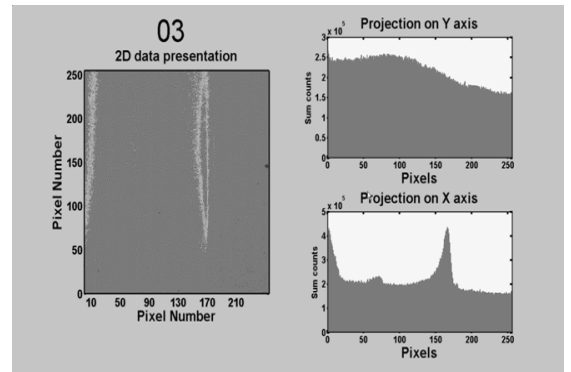 03
2D data presentation
250
200
150
100
50
0
10 50 90 130 170 210
Pixel Number
Pixel Number
Projection on Y axis
3 x 10^5
2.5
2
1.5
1
0.5
0
0 50 100 150 200 250
Sum counts
Pixels
Projection on X axis
5 x 10^5
4
3
2
1
0
0 50 100 150 200 250
Sum counts
Pixels